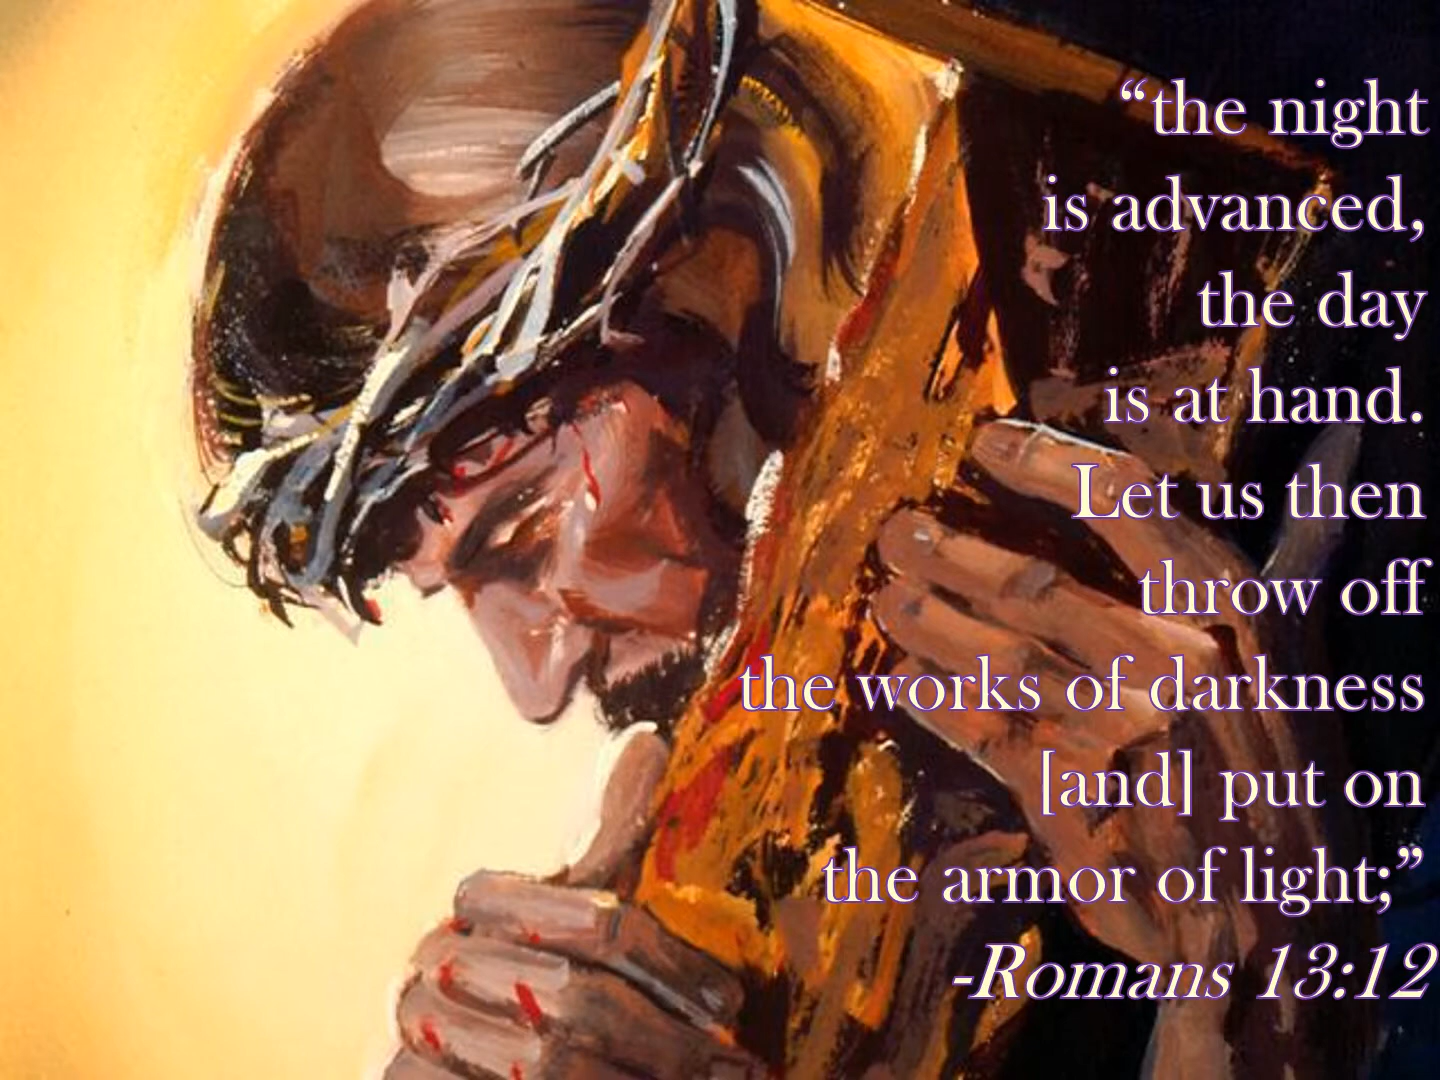 “the night
is advanced,
the day
is at hand.
Let us then
throw off
the works of darkness
[and] put on
the armor of light;”
-Romans 13:12